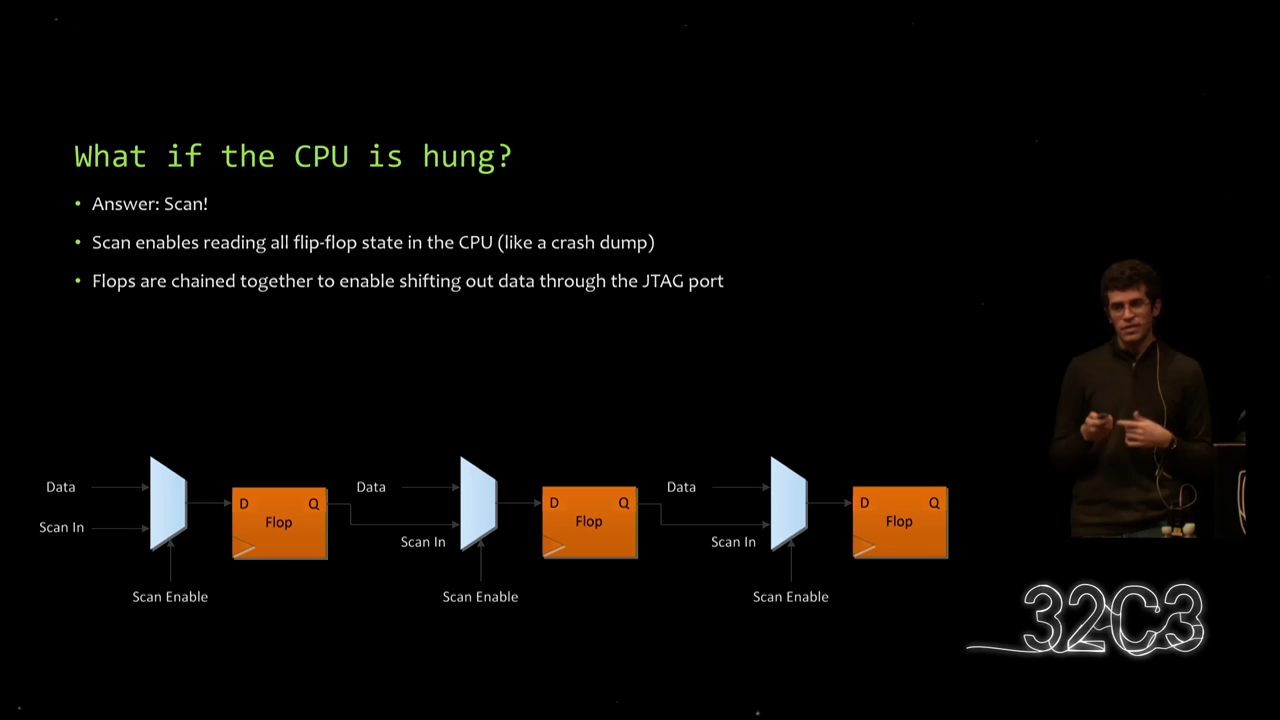 What if the CPU is hung?
• Answer: Scan!
• Scan enables reading all flip-flop state in the CPU (like a crash dump)
• Flops are chained together to enable shifting out data through the JTAG port
Data
Scan In
Scan Enable
D Q
Flop
Data
Scan In
Scan Enable
D Q
Flop
Data
Scan In
Scan Enable
D Q
Flop
32C3